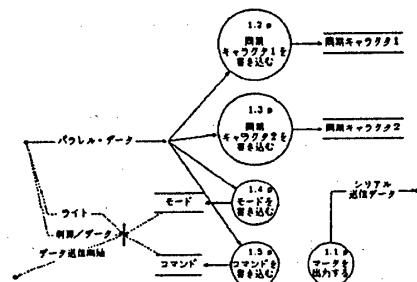 1.2 p
同期
キャラクタ1を
書き込む
同期キャラクタ1
1.3 p
同期
キャラクタ2を
書き込む
同期キャラクタ2
パラレル・データ
1.4 p
モードを
書き込む
モード
シリアル
送信データ
ライト
制御/データ
データ送信開始
コマンド
1.5 p
コマンドを
書き込む
1.1 p
マークを
出力する